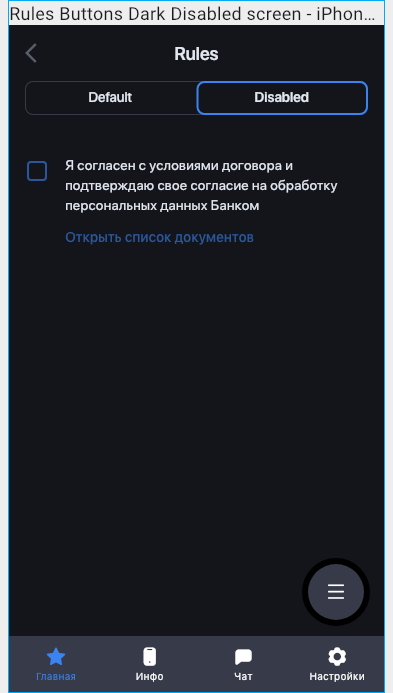 Rules Buttons Dark Disabled screen - iPhon...
Rules
Default
Disabled
Я согласен с условиями договора и
подтверждаю свое согласие на обработку
персональных данных Банком
Открыть список документов
Главная
Инфо
Чат
Настройки